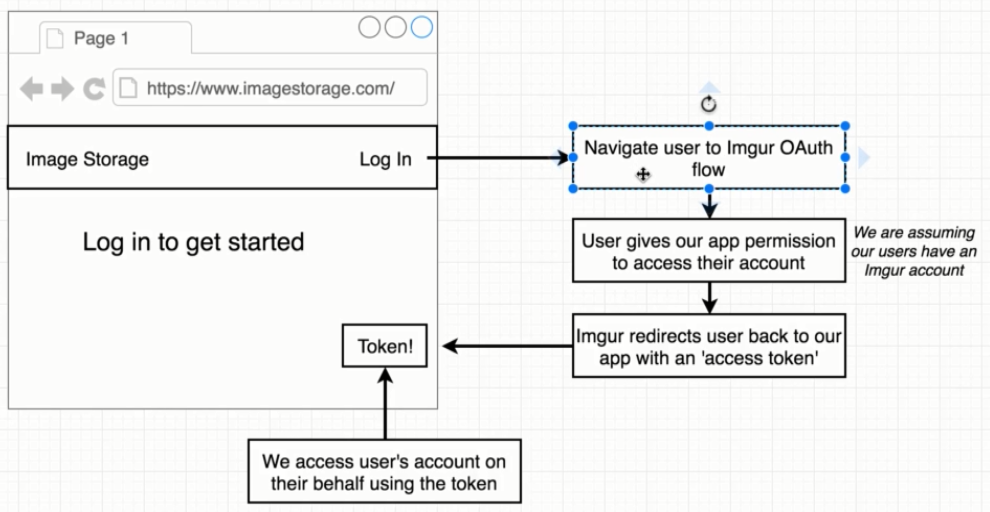 Page 1
https://www.imagestorage.com/
Image Storage
Log In
Navigate user to Imgur OAuth
flow
Log in to get started
User gives our app permission
to access their account
We are assuming
our users have an
Imgur account
Imgur redirects user back to our
app with an 'access token'
Token!
We access user's account on
their behalf using the token